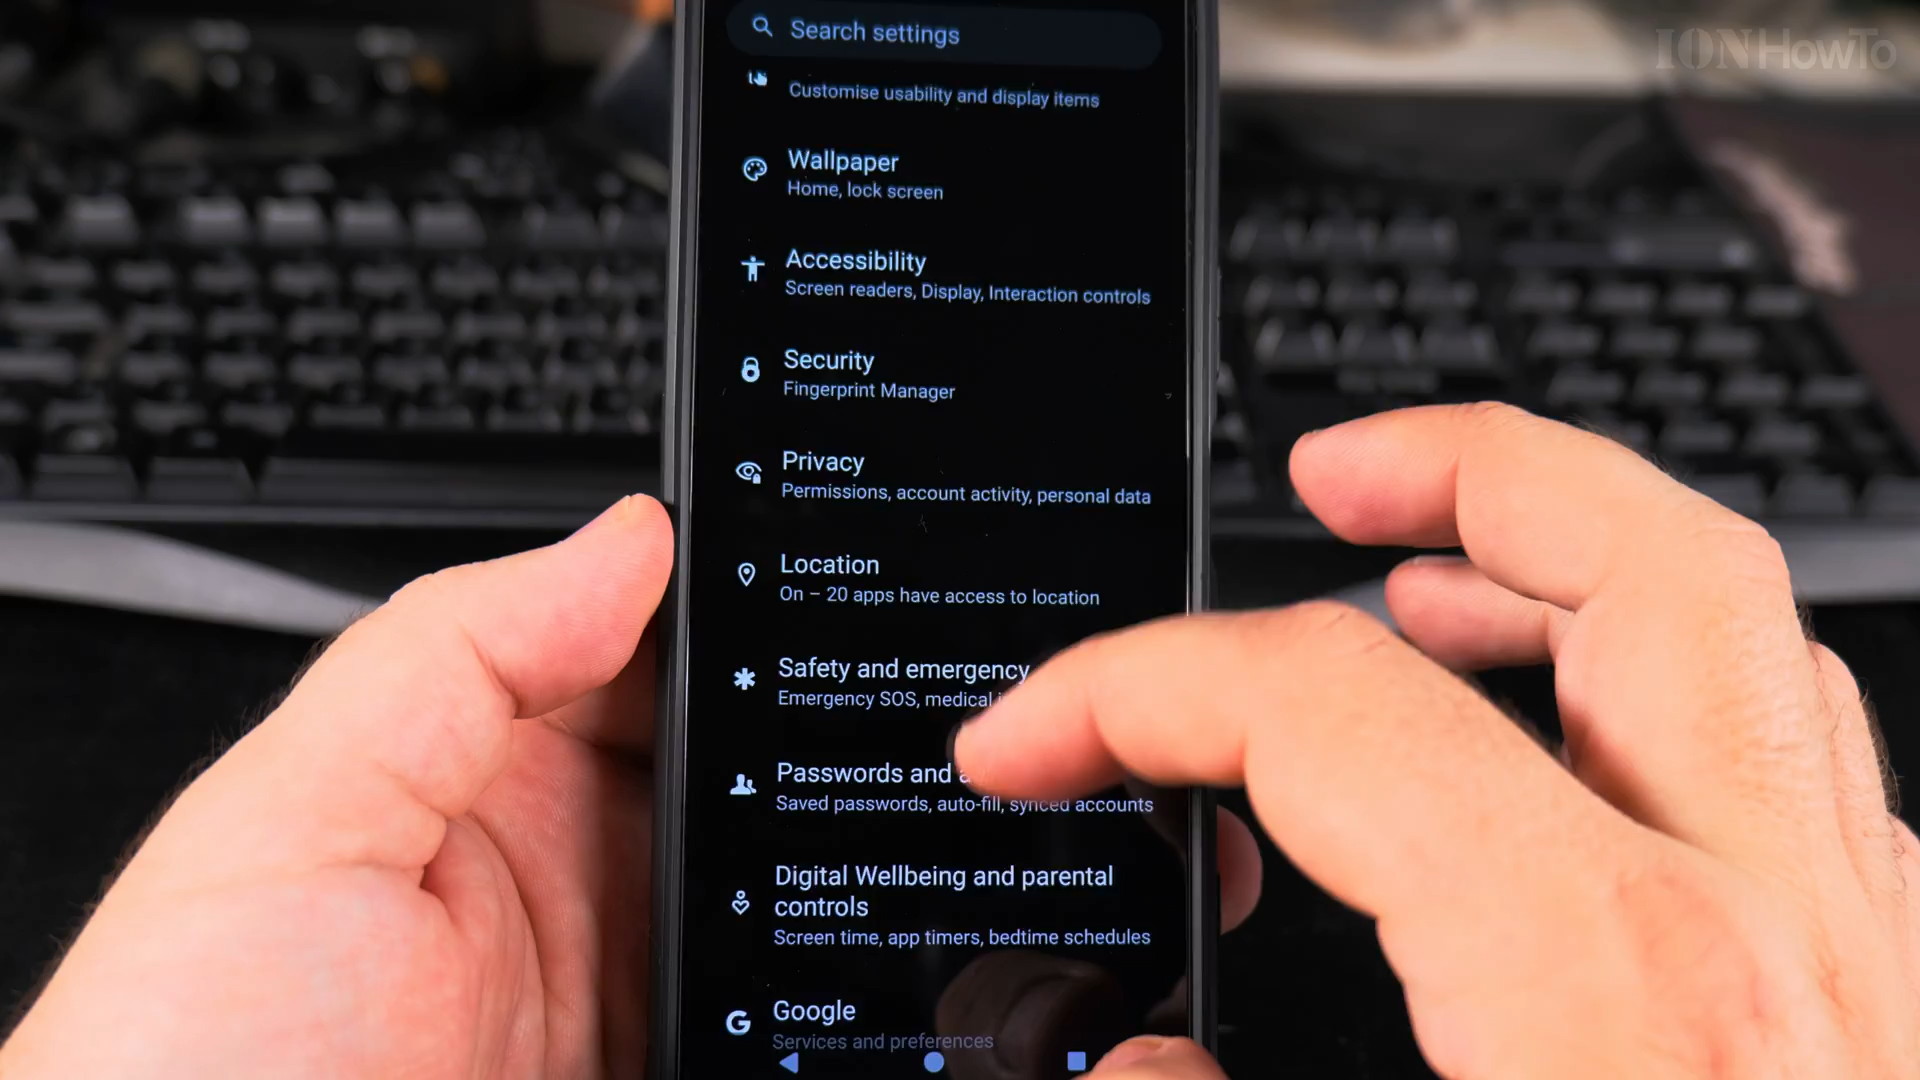 IONHowTo
Search settings
Customise usability and display items
Wallpaper
Home, lock screen
Accessibility
Screen readers, Display, Interaction controls
Security
Fingerprint Manager
Privacy
Permissions, account activity, personal data
Location
On – 20 apps have access to location
Safety and emergency
Emergency SOS, medical
Passwords and
Saved passwords, auto-fill, synced accounts
Digital Wellbeing and parental
controls
Screen time, app timers, bedtime schedules
Google
Services and preferences